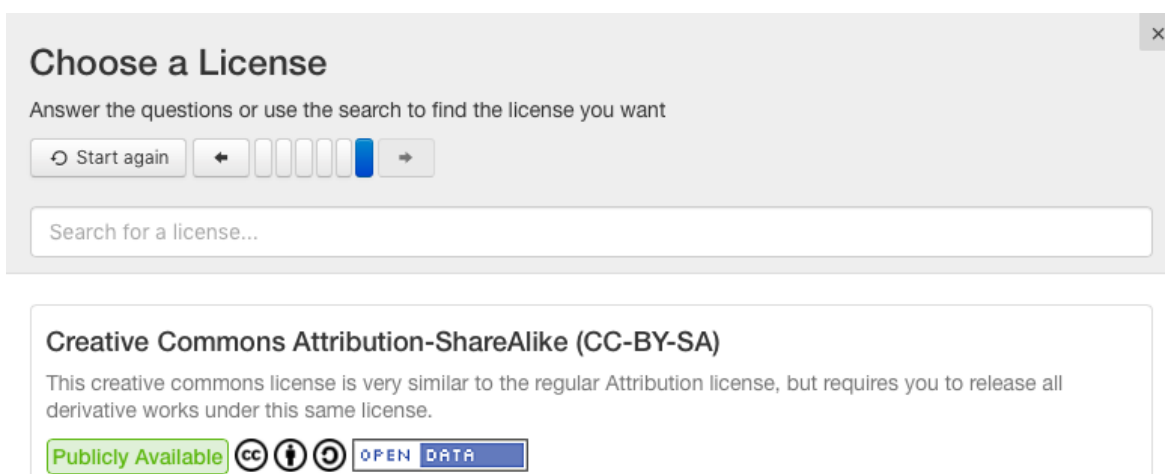 ×
Choose a License
Answer the questions or use the search to find the license you want
Start again
Search for a license...
Creative Commons Attribution-ShareAlike (CC-BY-SA)
This creative commons license is very similar to the regular Attribution license, but requires you to release all
derivative works under this same license.
Publicly Available cc OPEN DATA